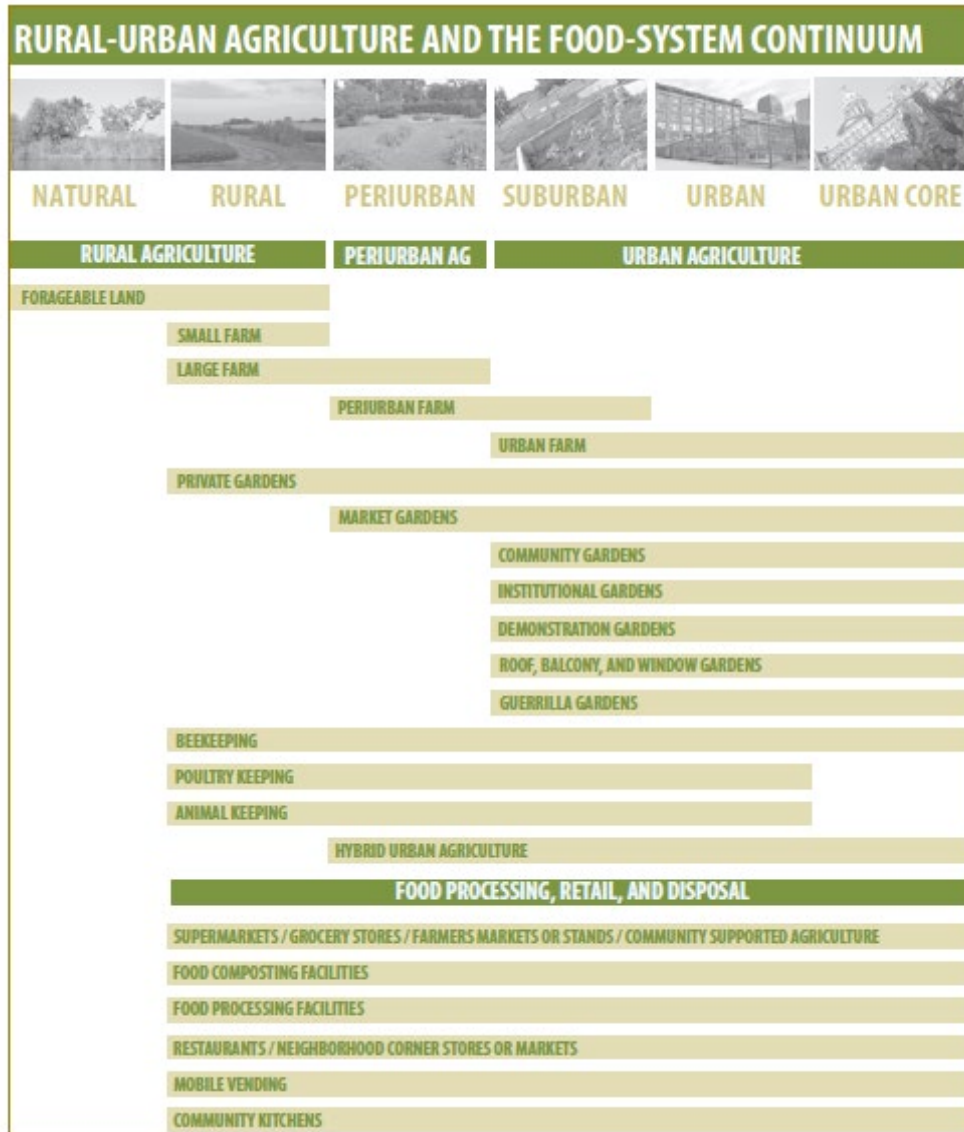 RURAL-URBAN AGRICULTURE AND THE FOOD-SYSTEM CONTINUUM
NATURAL RURAL PERIURBAN SUBURBAN URBAN URBAN CORE
RURAL AGRICULTURE PERIURBAN AG URBAN AGRICULTURE
FORAGEABLE LAND
SMALL FARM
LARGE FARM
PERIURBAN FARM
URBAN FARM
PRIVATE GARDENS
MARKET GARDENS
COMMUNITY GARDENS
INSTITUTIONAL GARDENS
DEMONSTRATION GARDENS
ROOF, BALCONY, AND WINDOW GARDENS
GUERRILLA GARDENS
BEEKEEPING
POULTRY KEEPING
ANIMAL KEEPING
HYBRID URBAN AGRICULTURE
FOOD PROCESSING, RETAIL, AND DISPOSAL
SUPERMARKETS / GROCERY STORES / FARMERS MARKETS OR STANDS / COMMUNITY SUPPORTED AGRICULTURE
FOOD COMPOSTING FACILITIES
FOOD PROCESSING FACILITIES
RESTAURANTS / NEIGHBORHOOD CORNER STORES OR MARKETS
MOBILE VENDING
COMMUNITY KITCHENS